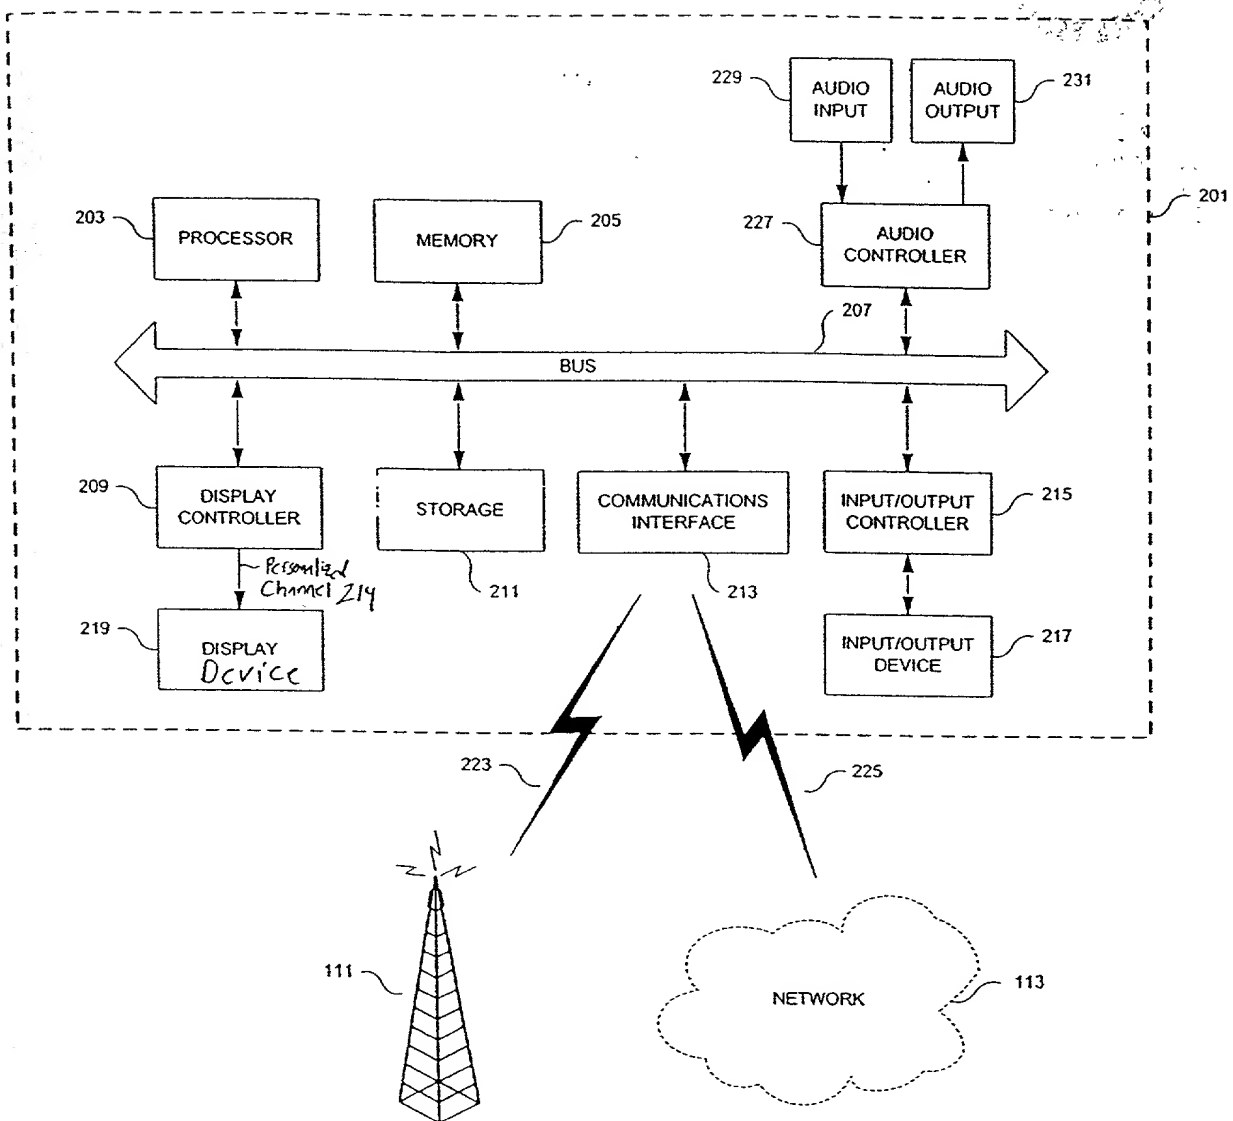 229
AUDIO
INPUT
AUDIO
OUTPUT
231
201
203
PROCESSOR
MEMORY
205
227
AUDIO
CONTROLLER
207
BUS
209
DISPLAY
CONTROLLER
STORAGE
211
COMMUNICATIONS
INTERFACE
213
INPUT/OUTPUT
CONTROLLER
215
Personalized
Channel 214
219
DISPLAY
Device
INPUT/OUTPUT
DEVICE
217
223
225
111
NETWORK
113